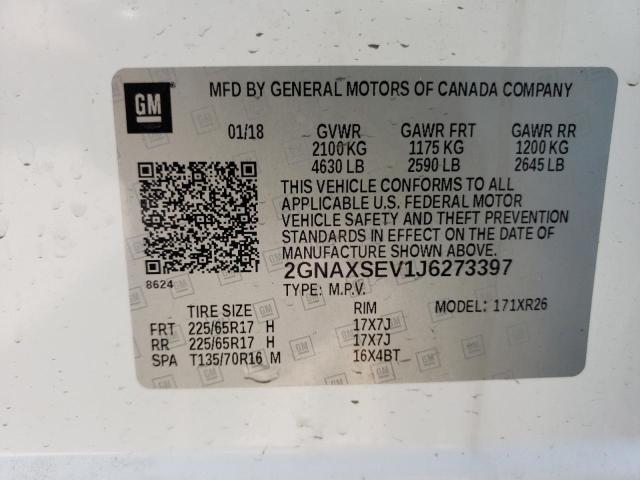 GM
MFD BY GENERAL MOTORS OF CANADA COMPANY
01/18 GVWR GAWR FRT GAWR RR
2100 KG 1175 KG 1200 KG
4630 LB 2590 LB 2645 LB
THIS VEHICLE CONFORMS TO ALL
APPLICABLE U.S. FEDERAL MOTOR
VEHICLE SAFETY AND THEFT PREVENTION
STANDARDS IN EFFECT ON THE DATE OF
MANUFACTURE SHOWN ABOVE.
8624
2GNAXSEV1J6273397
TYPE: M.P.V.
TIRE SIZE RIM MODEL: 171XR26
FRT 225/65R17 H 17X7J
RR 225/65R17 H 17X7J
SPA T135/70R16 M 16X4BT